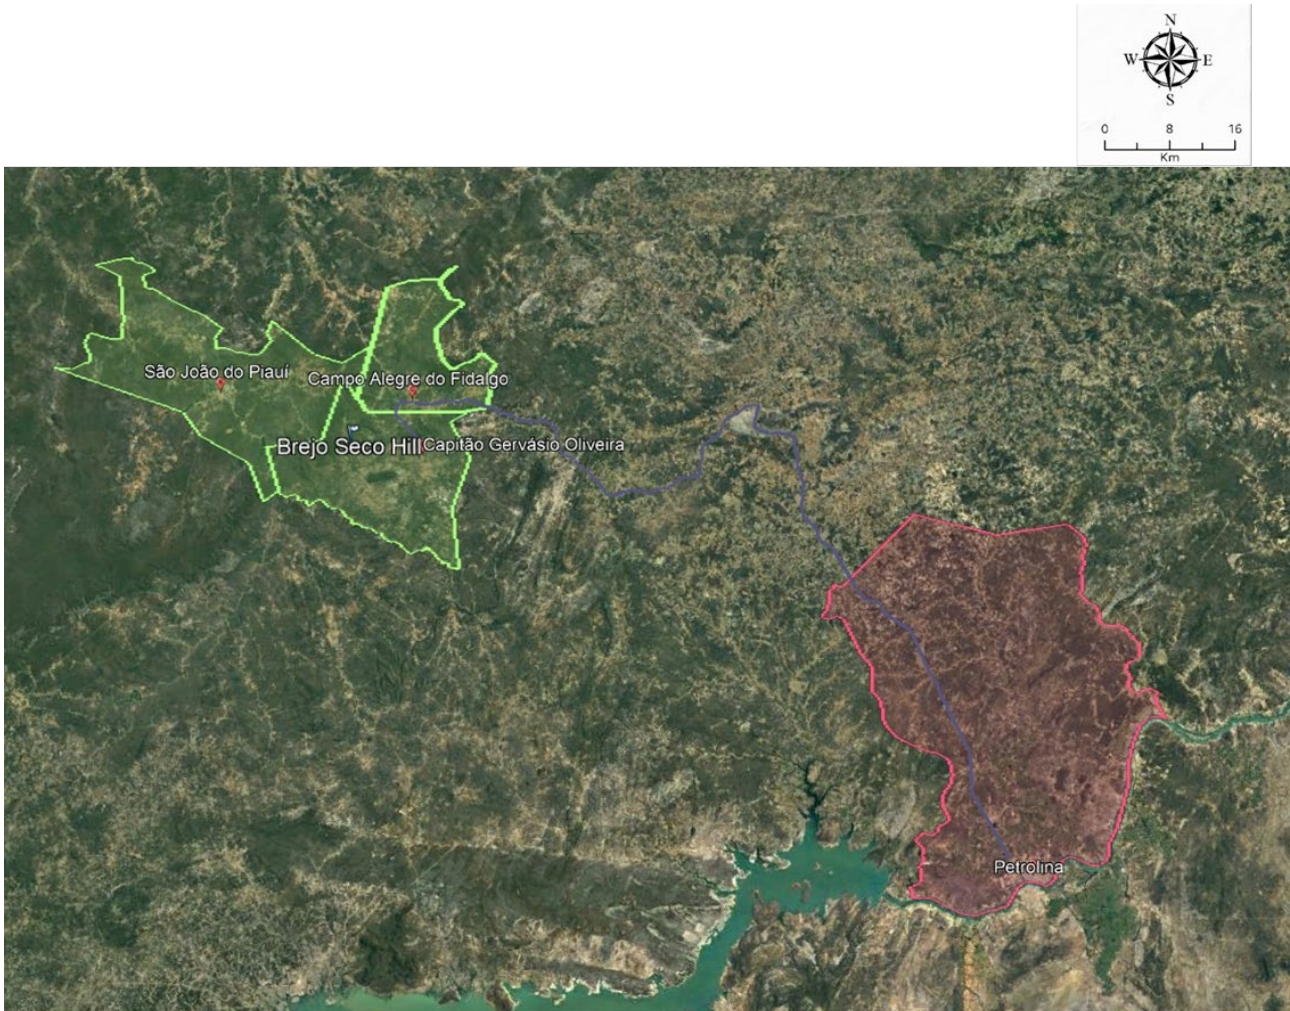 N
W E
S
0 8 16
Km
São João do Piauí
Campo Alegre do Fidalgo
Brejo Seco Hill
Capitão Gervásio Oliveira
Petrolina